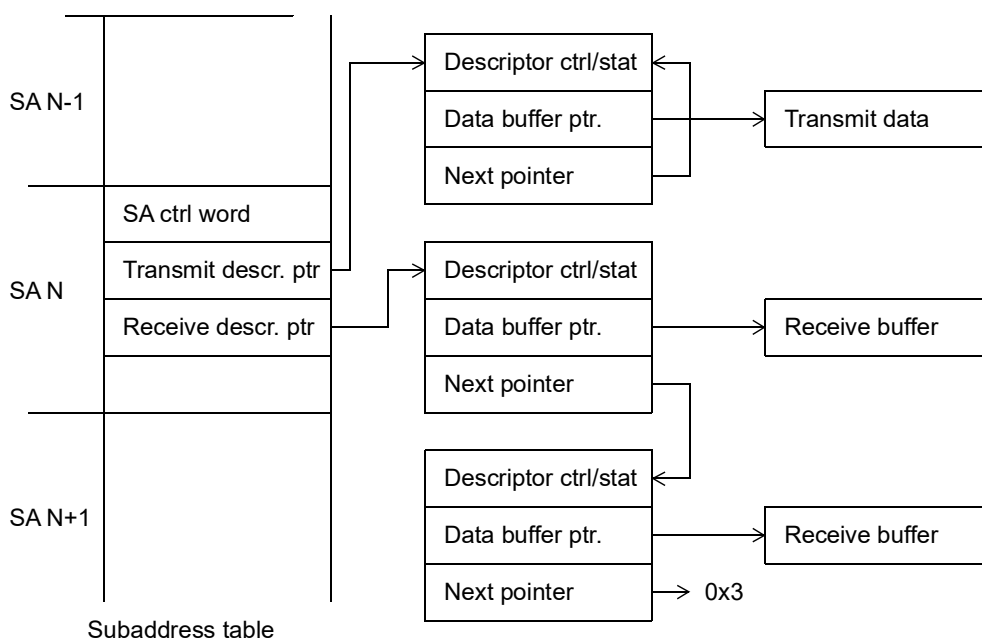 SA N-1
SA N
SA N+1
SA ctrl word
Transmit descr. ptr
Receive descr. ptr
Subaddress table
Descriptor ctrl/stat
Data buffer ptr.
Next pointer
Transmit data
Descriptor ctrl/stat
Data buffer ptr.
Next pointer
Receive buffer
Descriptor ctrl/stat
Data buffer ptr.
Next pointer
Receive buffer
0x3